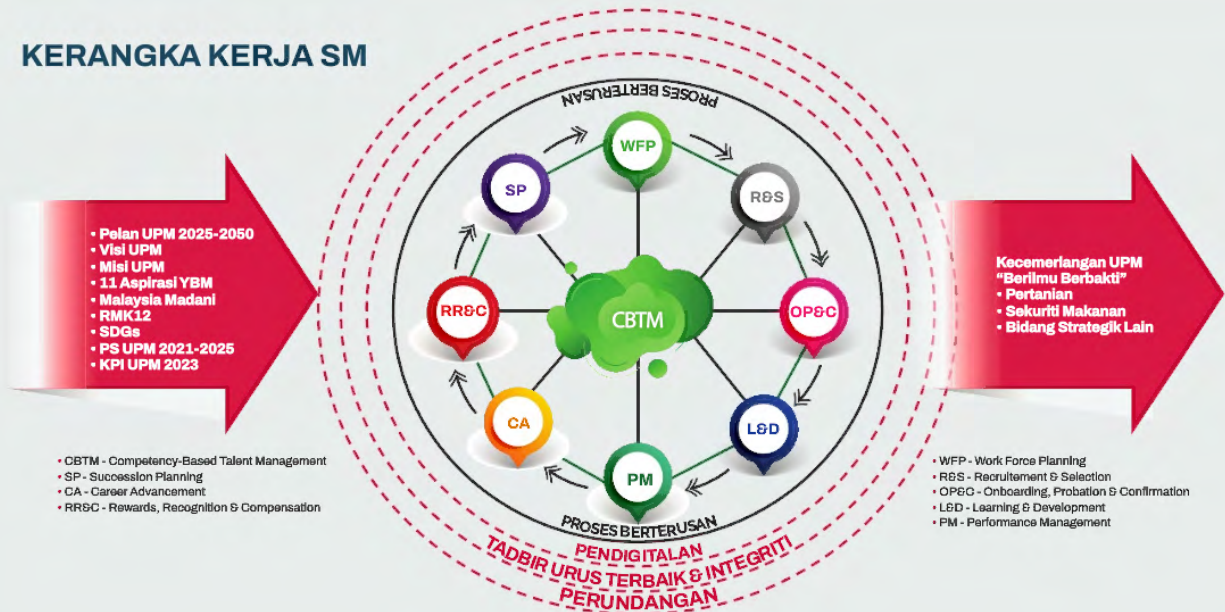 KERANGKA KERJA SM
• Pelan UPM 2025-2050
• Visi UPM
• Misi UPM
• 11 Aspirasi YBM
• Malaysia Madani
• RMK12
• SDGs
• PS UPM 2021-2025
• KPI UPM 2023
• CBTM - Competency-Based Talent Management
• SP - Succession Planning
• CA - Career Advancement
• RR&C - Rewards, Recognition & Compensation
PROSES BERTERUSAN
WFP
R&S
OP&C
L&D
PM
CA
RR&C
SP
CBTM
PROSES BERTERUSAN
PENDIGITALAN
TADBIR URUS TERBAIK & INTEGRITI
PERUNDANGAN
Kecemerlangan UPM
“Berilmu Berbakti”
• Pertanian
• Sekuriti Makanan
• Bidang Strategik Lain
• WFP - Work Force Planning
• R&S - Recruitement & Selection
• OP&C - Onboarding, Probation & Confirmation
• L&D - Learning & Development
• PM - Performance Management